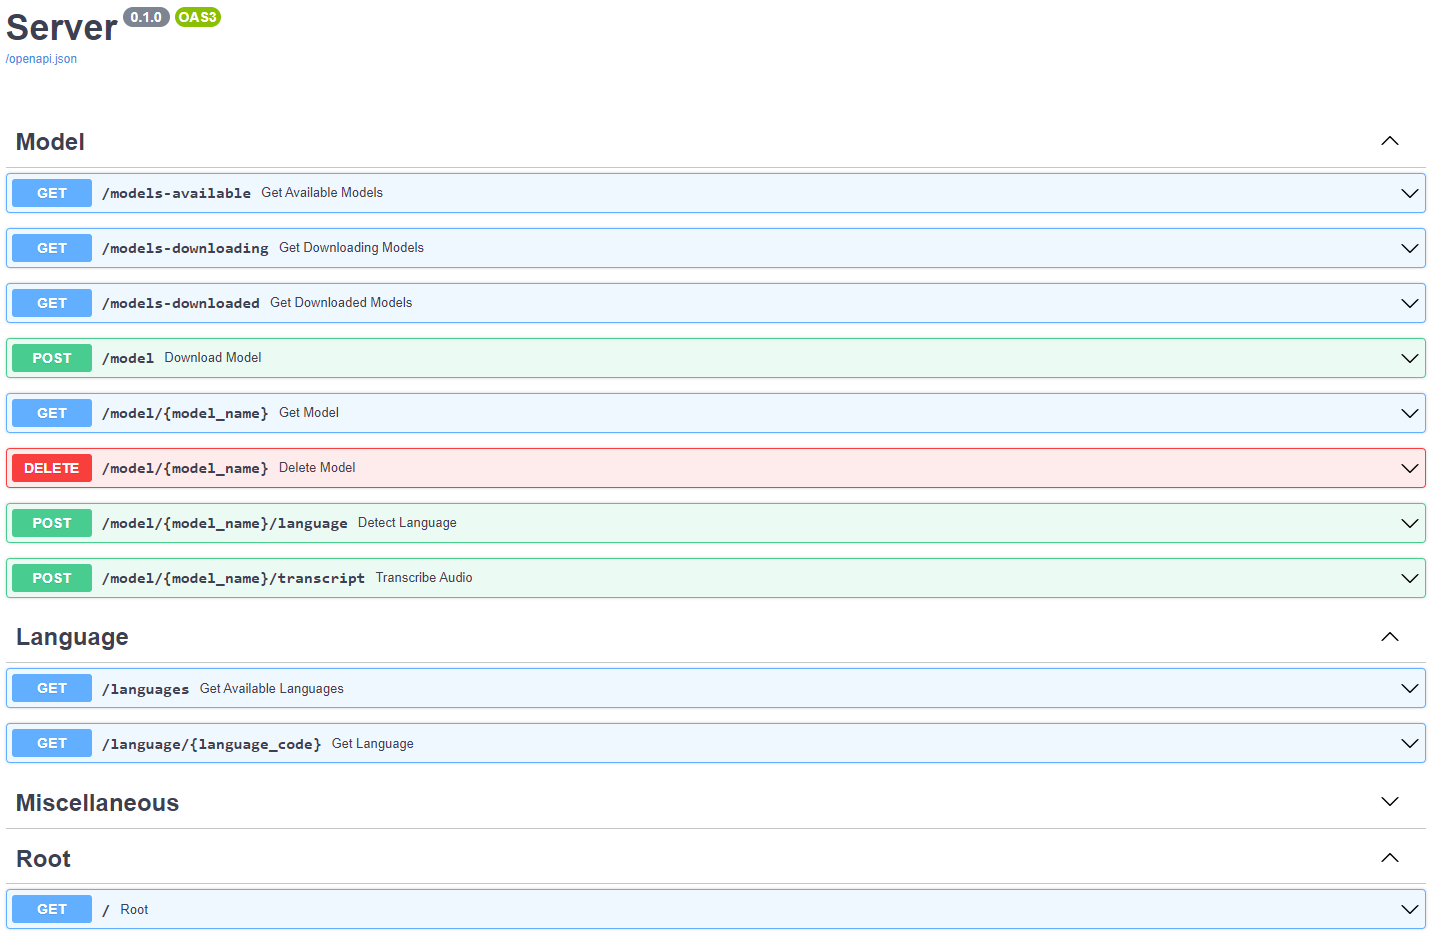 Server 0.1.0 OAS3
/openapi.json
Model
GET /models-available Get Available Models
GET /models-downloading Get Downloading Models
GET /models-downloaded Get Downloaded Models
POST /model Download Model
GET /model/{model_name} Get Model
DELETE /model/{model_name} Delete Model
POST /model/{model_name}/language Detect Language
POST /model/{model_name}/transcript Transcribe Audio
Language
GET /languages Get Available Languages
GET /language/{language_code} Get Language
Miscellaneous
Root
GET / Root